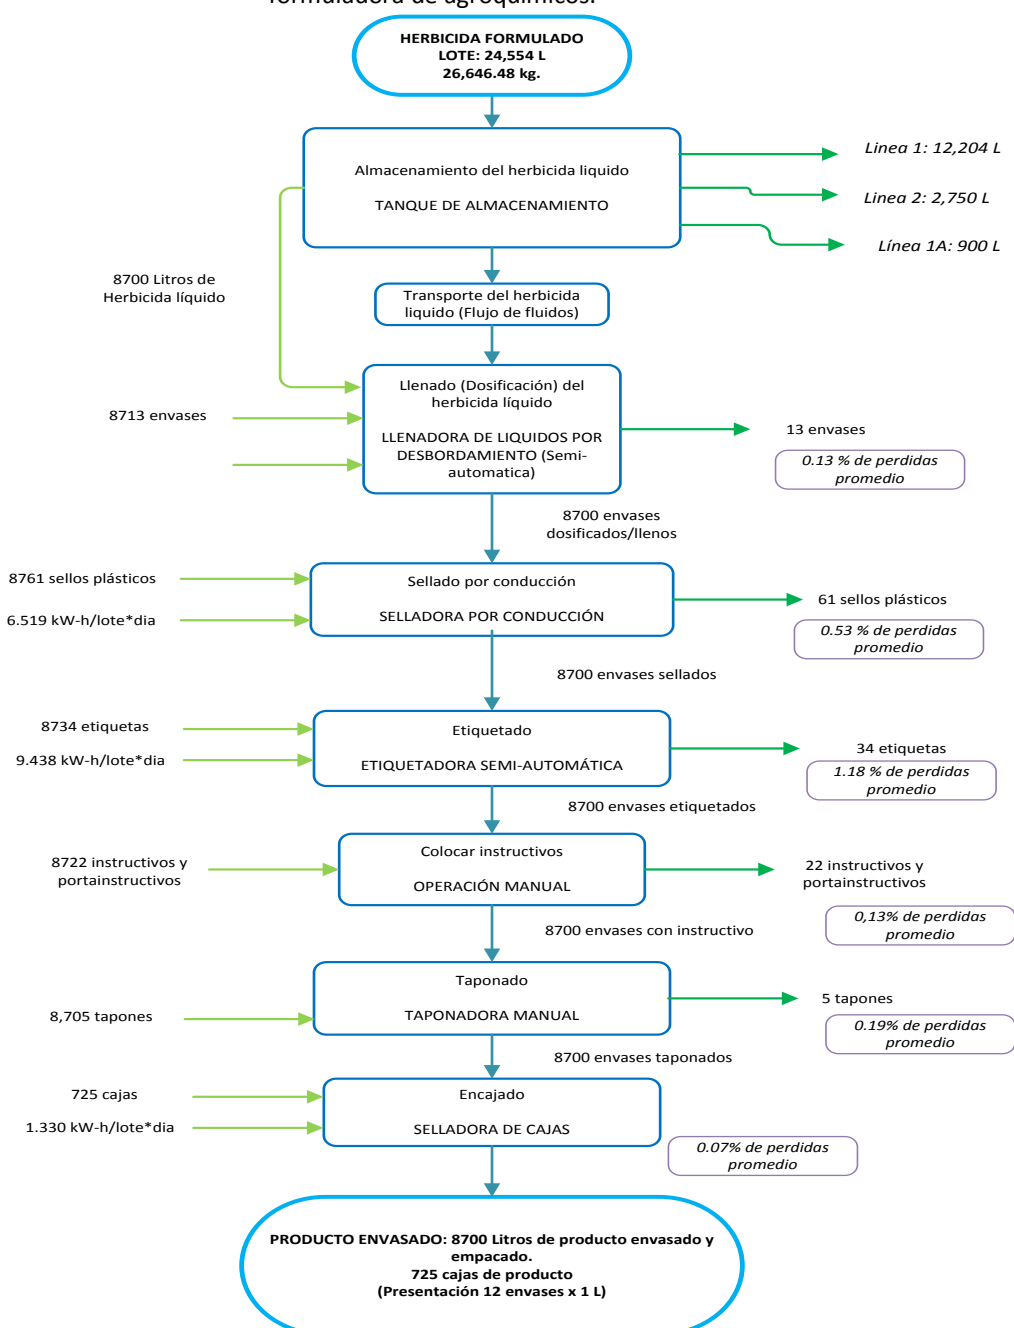 formuladora de agroquímicos.
HERBICIDA FORMULADO
LOTE: 24,554 L
26,646.48 kg.
Almacenamiento del herbicida liquido
TANQUE DE ALMACENAMIENTO
Linea 1: 12,204 L
Linea 2: 2,750 L
Línea 1A: 900 L
8700 Litros de
Herbicida líquido
Transporte del herbicida
liquido (Flujo de fluidos)
Llenado (Dosificación) del
herbicida líquido
LLENADORA DE LIQUIDOS POR
DESBORDAMIENTO (Semi-
automatica)
8713 envases
13 envases
0.13 % de perdidas
promedio
8700 envases
dosificados/llenos
8761 sellos plásticos
6.519 kW-h/lote*dia
Sellado por conducción
SELLADORA POR CONDUCCIÓN
61 sellos plásticos
0.53 % de perdidas
promedio
8700 envases sellados
8734 etiquetas
9.438 kW-h/lote*dia
Etiquetado
ETIQUETADORA SEMI-AUTOMÁTICA
34 etiquetas
1.18 % de perdidas
promedio
8700 envases etiquetados
8722 instructivos y
portainstructivos
Colocar instructivos
OPERACIÓN MANUAL
22 instructivos y
portainstructivos
0,13% de perdidas
promedio
8700 envases con instructivo
8,705 tapones
Taponado
TAPONADORA MANUAL
5 tapones
0.19% de perdidas
promedio
8700 envases taponados
725 cajas
1.330 kW-h/lote*dia
Encajado
SELLADORA DE CAJAS
0.07% de perdidas
promedio
PRODUCTO ENVASADO: 8700 Litros de producto envasado y
empacado.
725 cajas de producto
(Presentación 12 envases x 1 L)